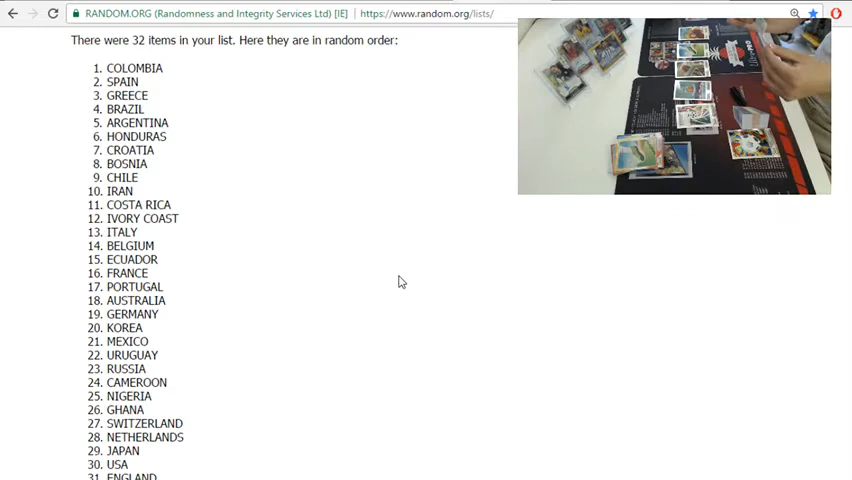 RANDOM.ORG (Randomness and Integrity Services Ltd) [IE] https://www.random.org/lists/
There were 32 items in your list. Here they are in random order:
1. COLOMBIA
2. SPAIN
3. GREECE
4. BRAZIL
5. ARGENTINA
6. HONDURAS
7. CROATIA
8. BOSNIA
9. CHILE
10. IRAN
11. COSTA RICA
12. IVORY COAST
13. ITALY
14. BELGIUM
15. ECUADOR
16. FRANCE
17. PORTUGAL
18. AUSTRALIA
19. GERMANY
20. KOREA
21. MEXICO
22. URUGUAY
23. RUSSIA
24. CAMEROON
25. NIGERIA
26. GHANA
27. SWITZERLAND
28. NETHERLANDS
29. JAPAN
30. USA
31. ENGLAND